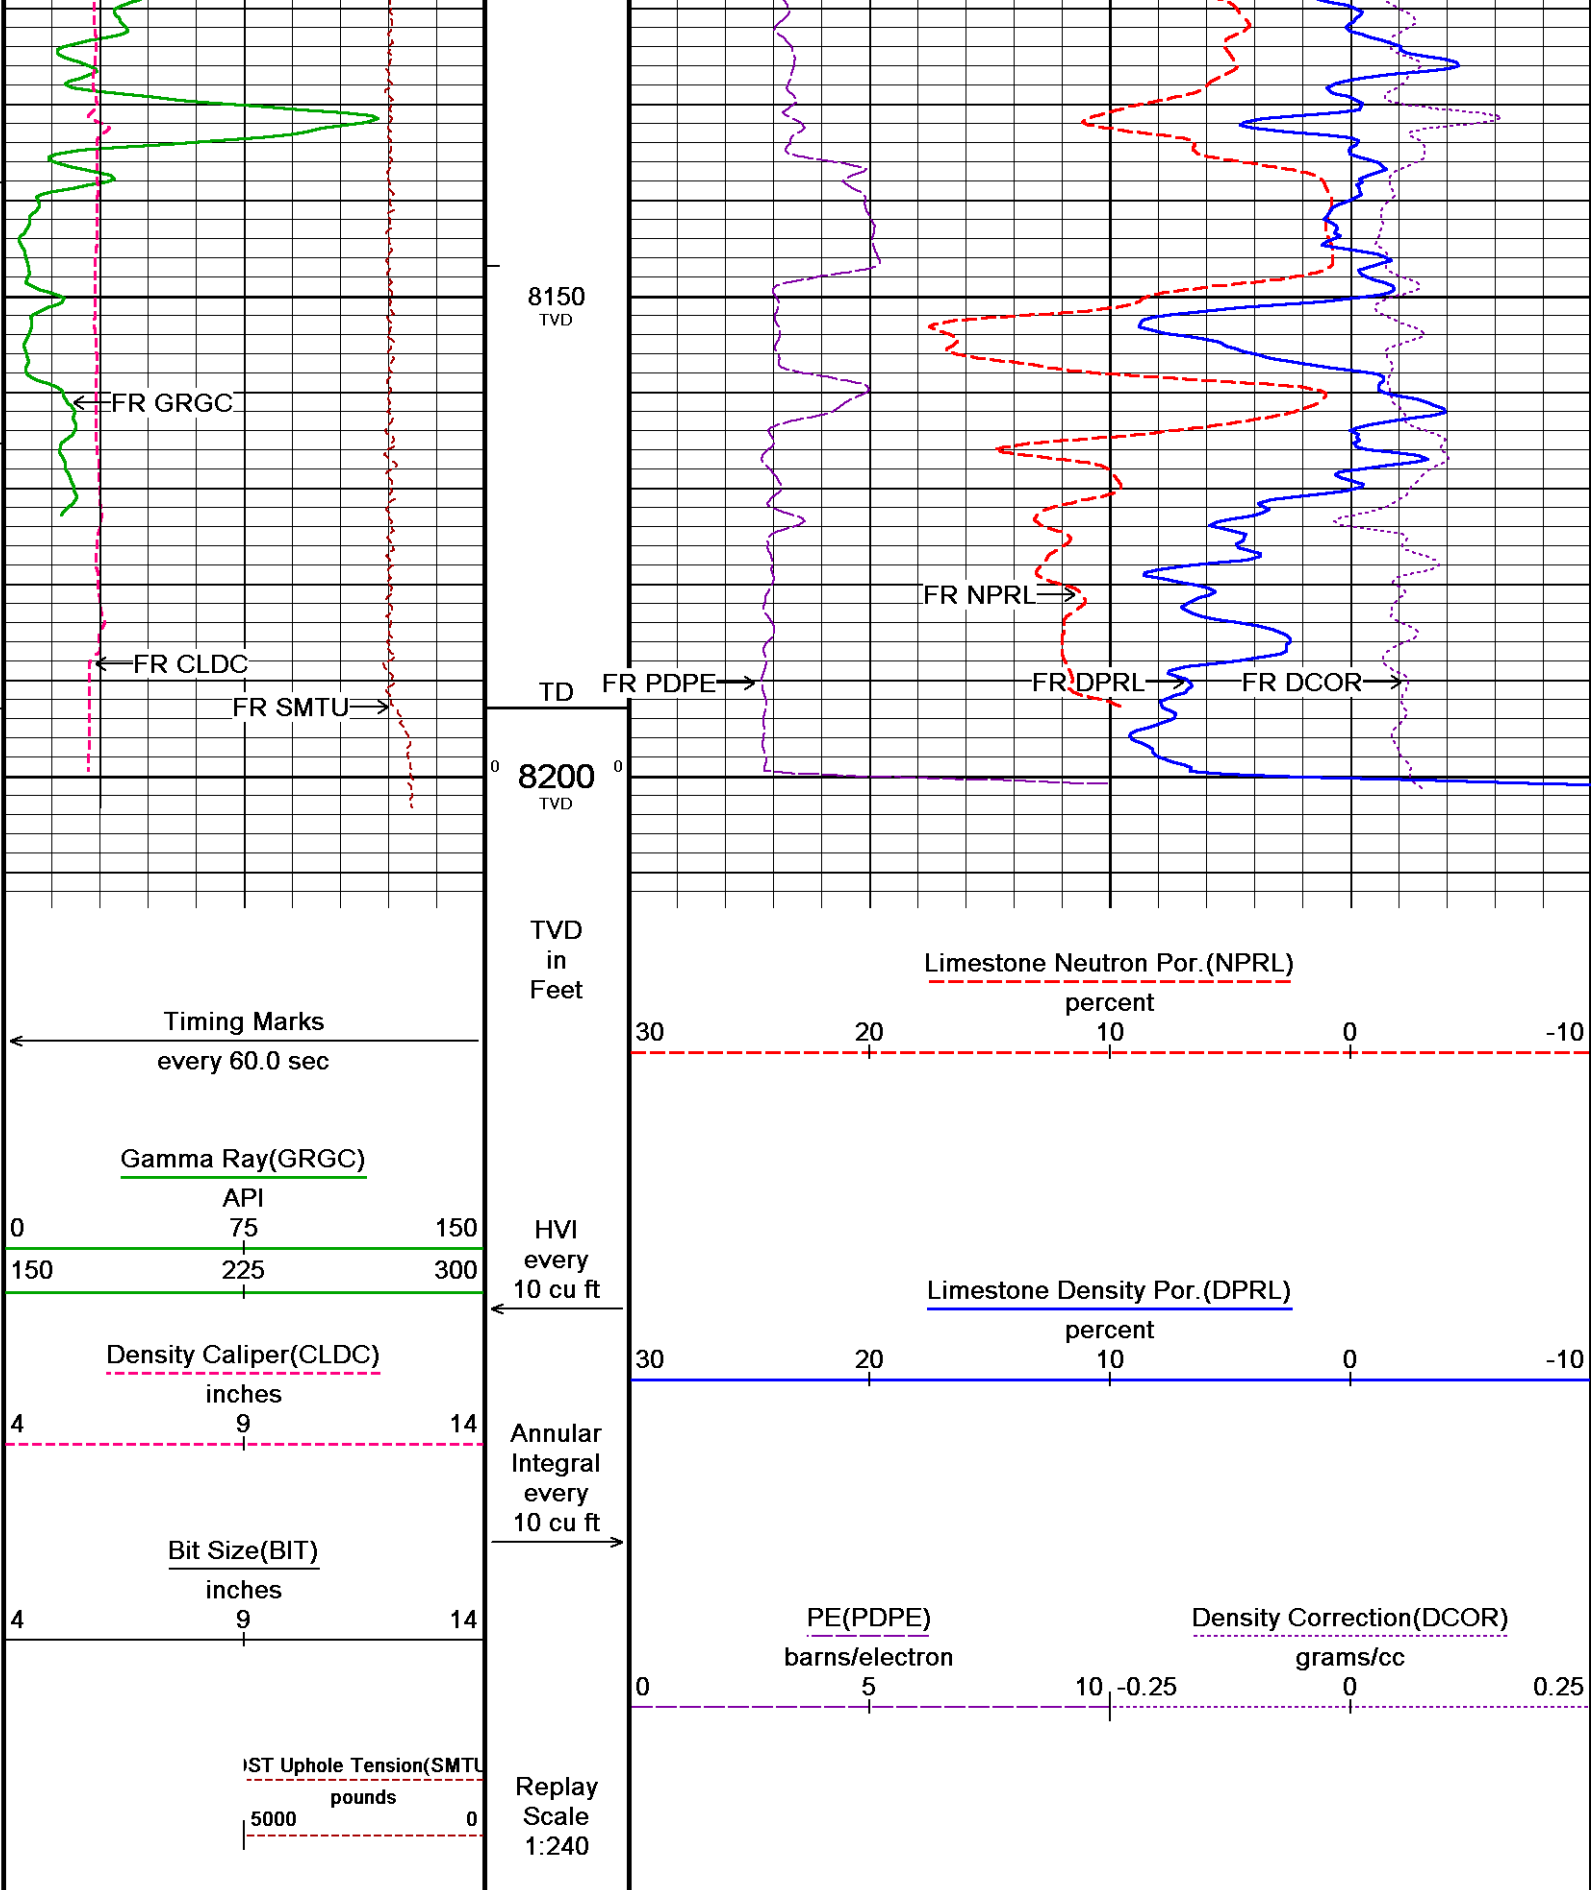 8150
TVD
FR GRGC
FR NPRL
FR CLDC
TD
FR PDPE
FR DPRL
FR DCOR
FR SMTU
0 8200 0
TVD
TVD
in
Feet
Limestone Neutron Por.(NPRL)
percent
30 20 10 0 -10
Timing Marks
every 60.0 sec
Gamma Ray(GRGC)
API
0 75 150
150 225 300
HVI
every
10 cu ft
Limestone Density Por.(DPRL)
percent
30 20 10 0 -10
Density Caliper(CLDC)
inches
4 9 14
Annular
Integral
every
10 cu ft
Bit Size(BIT)
inches
4 9 14
PE(PDPE)
barns/electron
0 5 10
Density Correction(DCOR)
grams/cc
-0.25 0 0.25
ST Uphole Tension(SMTU
pounds
5000 0
Replay
Scale
1:240